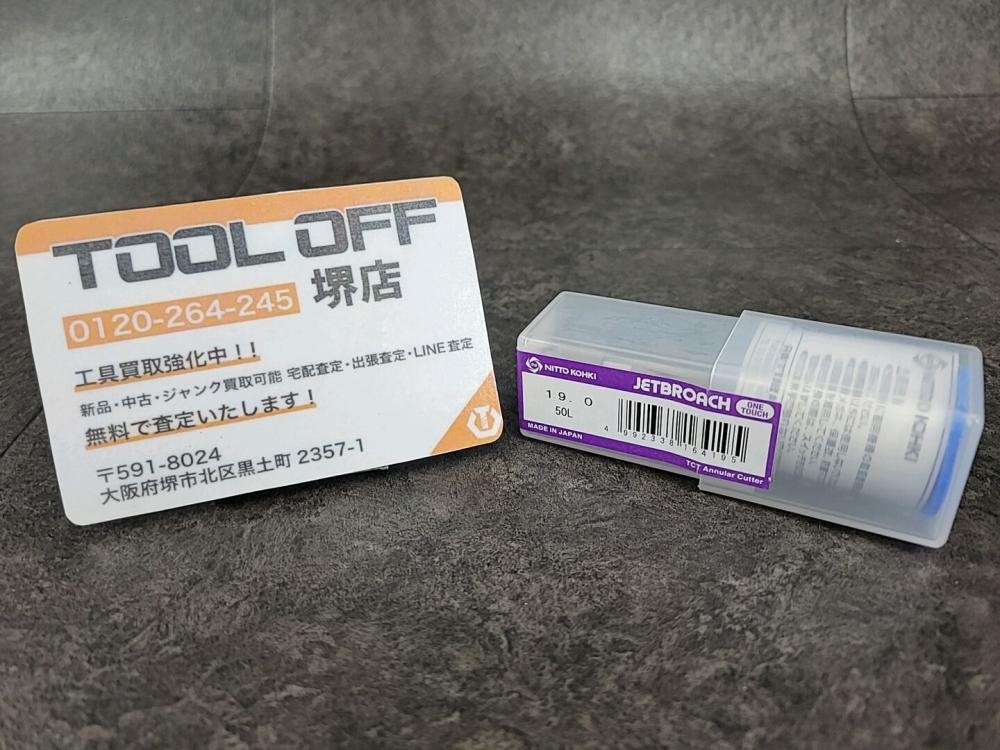 TOOL OFF
0120-264-245 堺店
工具買取強化中！！
新品・中古・ジャンク買取可能 宅配査定・出張査定・LINE査定
無料で査定いたします！
〒591-8024
大阪府堺市北区黒土町 2357-1
NITTO KOHKI
JETBROACH ONE TOUCH
19.0
50L
4 992338 164195
MADE IN JAPAN
TCT Annular Cutter